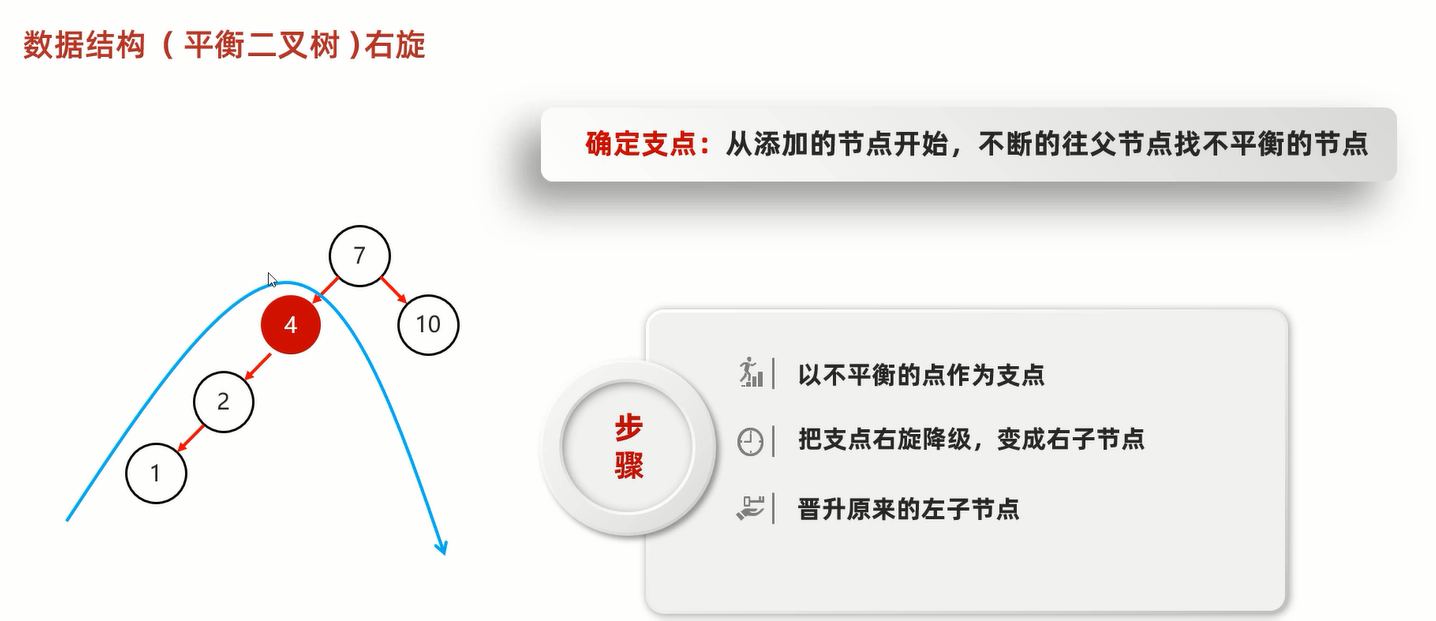 数据结构（平衡二叉树）右旋
确定支点：从添加的节点开始，不断的往父节点找不平衡的节点
7
4
10
2
1
步
骤
以不平衡的点作为支点
把支点右旋降级，变成右子节点
晋升原来的左子节点